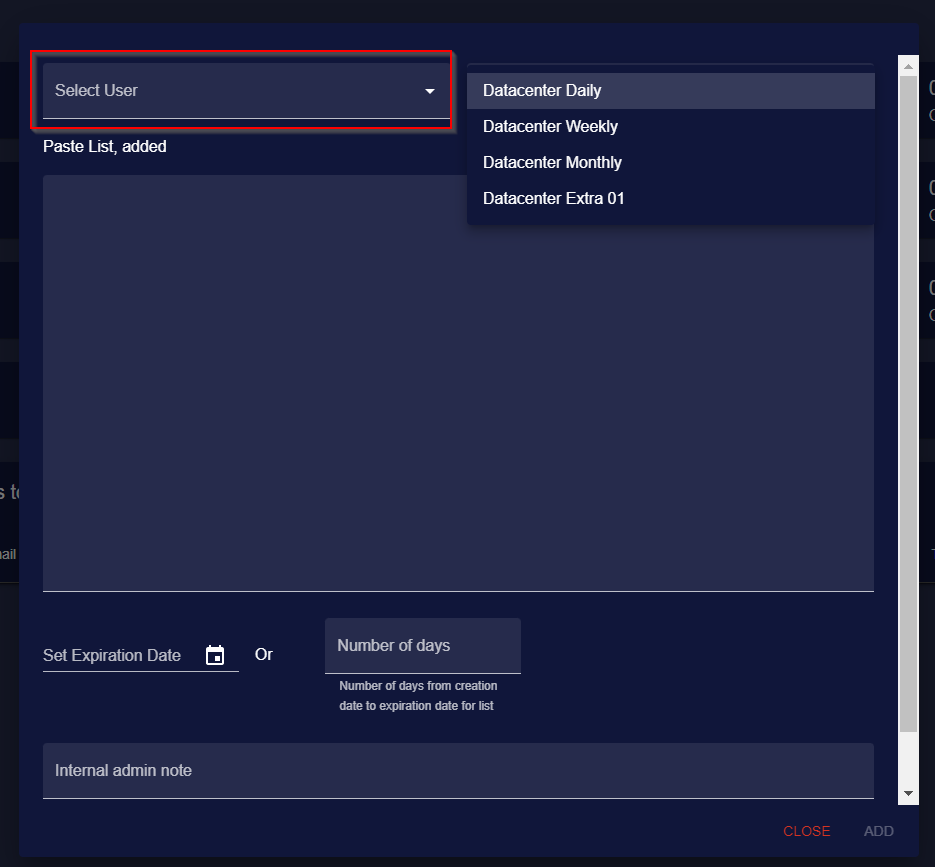 Select User
Datacenter Daily
Datacenter Weekly
Datacenter Monthly
Datacenter Extra 01
Paste List, added
Set Expiration Date
Or
Number of days
Number of days from creation
date to expiration date for list
Internal admin note
CLOSE
ADD